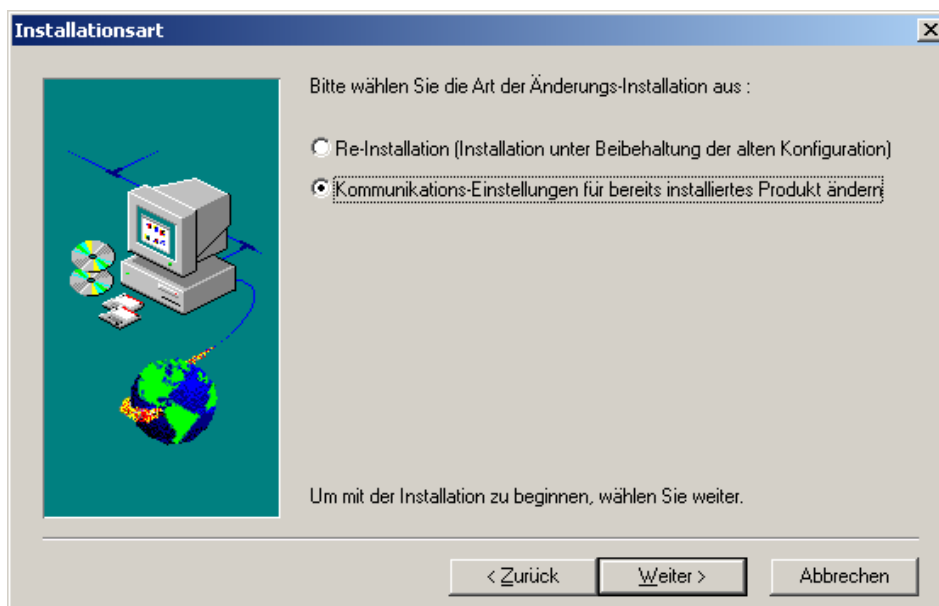 Installationsart
Bitte wählen Sie die Art der Änderungs-Installation aus :
Re-Installation (Installation unter Beibehaltung der alten Konfiguration)
Kommunikations-Einstellungen für bereits installiertes Produkt ändern
Um mit der Installation zu beginnen, wählen Sie weiter.
< Zurück
Weiter >
Abbrechen